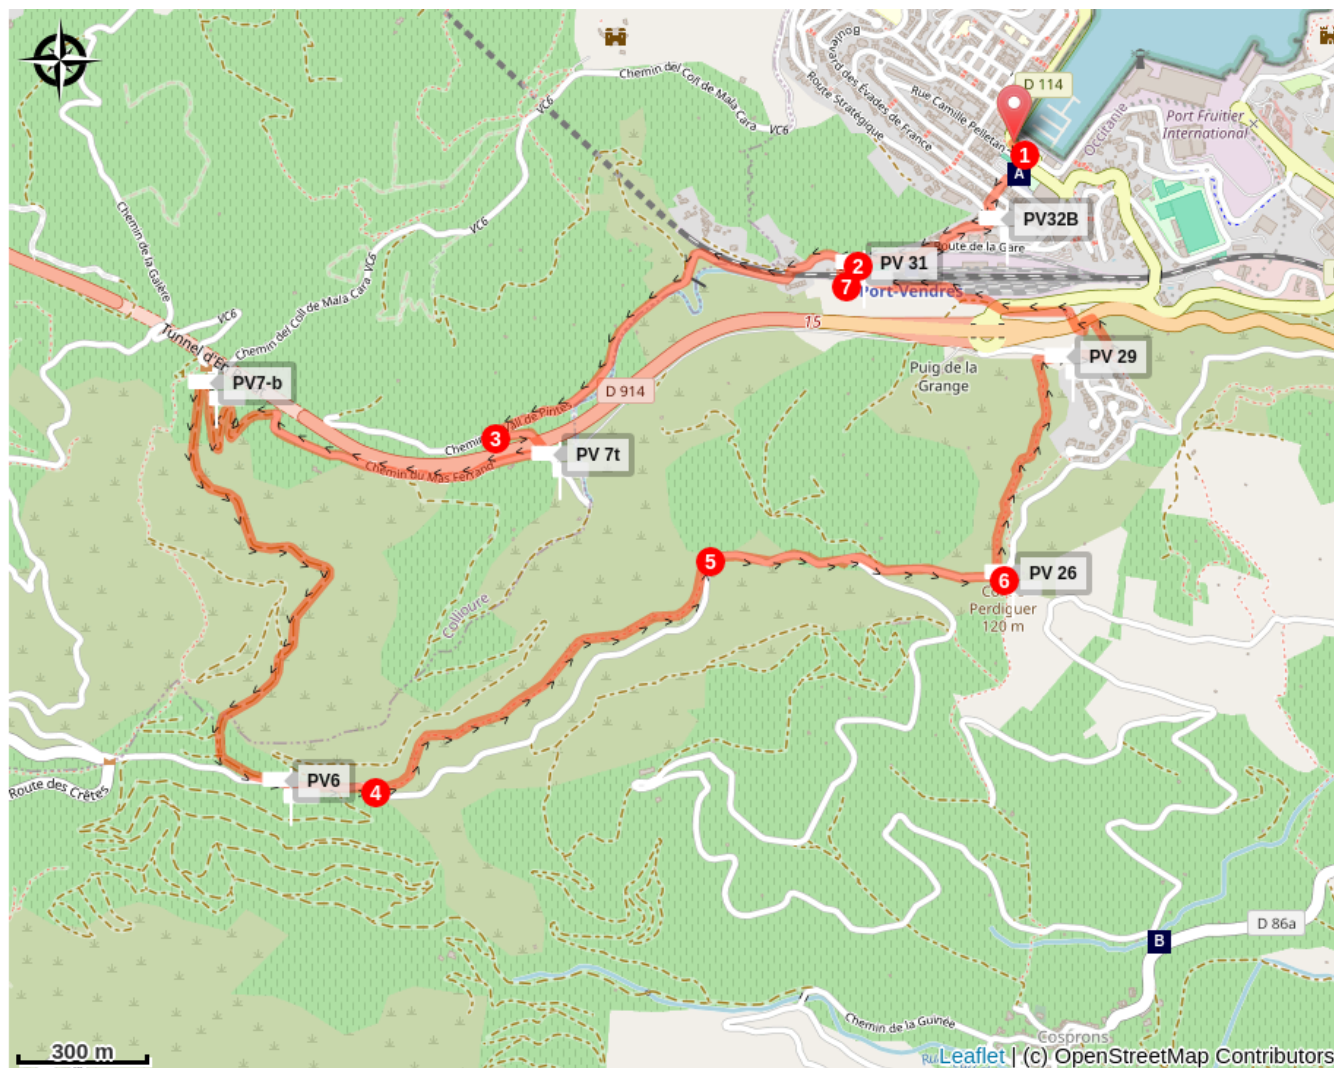 D 114
Boulevard des Évadés de France
Route Stratégique
Rue Camille Pelletan
Occitanie
Port Fruitier
International
Chemin del Coll de Mala Cara
VC6
VC6
VC6
1
A
PV32B
Route de la Gare
PV 31
2
7
Port-Vendres
15
Chemin de la Galère
VC6
Chemin del Coll de Mala Cara
VC6
PV7-b
D 914
Puig de la
Grange
PV 29
3
PV 7t
Chemin du Mas Ferrand
5
6
PV 26
Perdiguer
120 m
Collioure
PV6
4
Route des Crêtes
B
D 86a
Chemin de la Guinée
Cosprons
300 m
Leaflet | (c) OpenStreetMap Contributors